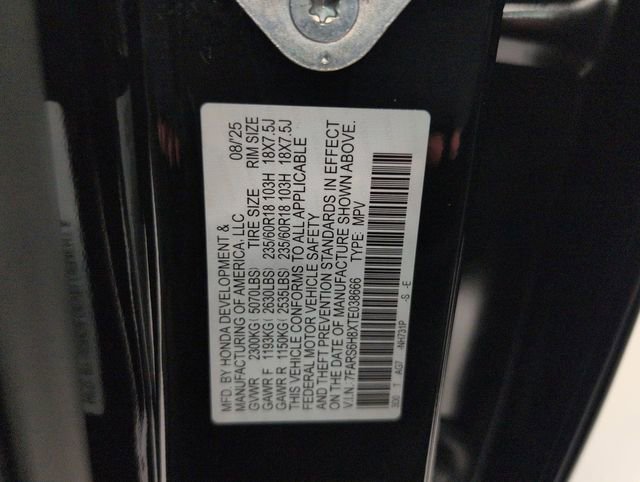 MFD. BY HONDA DEVELOPMENT &
MANUFACTURING OF AMERICA, LLC 08/25
GVWR 2300KG( 5070LBS) TIRE SIZE RIM SIZE
GAWR F 1193KG( 2630LBS) 235/60R18 103H 18X7.5J
GAWR R 1150KG( 2535LBS) 235/60R18 103H 18X7.5J
THIS VEHICLE CONFORMS TO ALL APPLICABLE
FEDERAL MOTOR VEHICLE SAFETY
AND THEFT PREVENTION STANDARDS IN EFFECT
ON THE DATE OF MANUFACTURE SHOWN ABOVE.
V.I.N. 7FARS6H8XTE038666 TYPE: MPV
300 T AG7 -NH731P -S -E